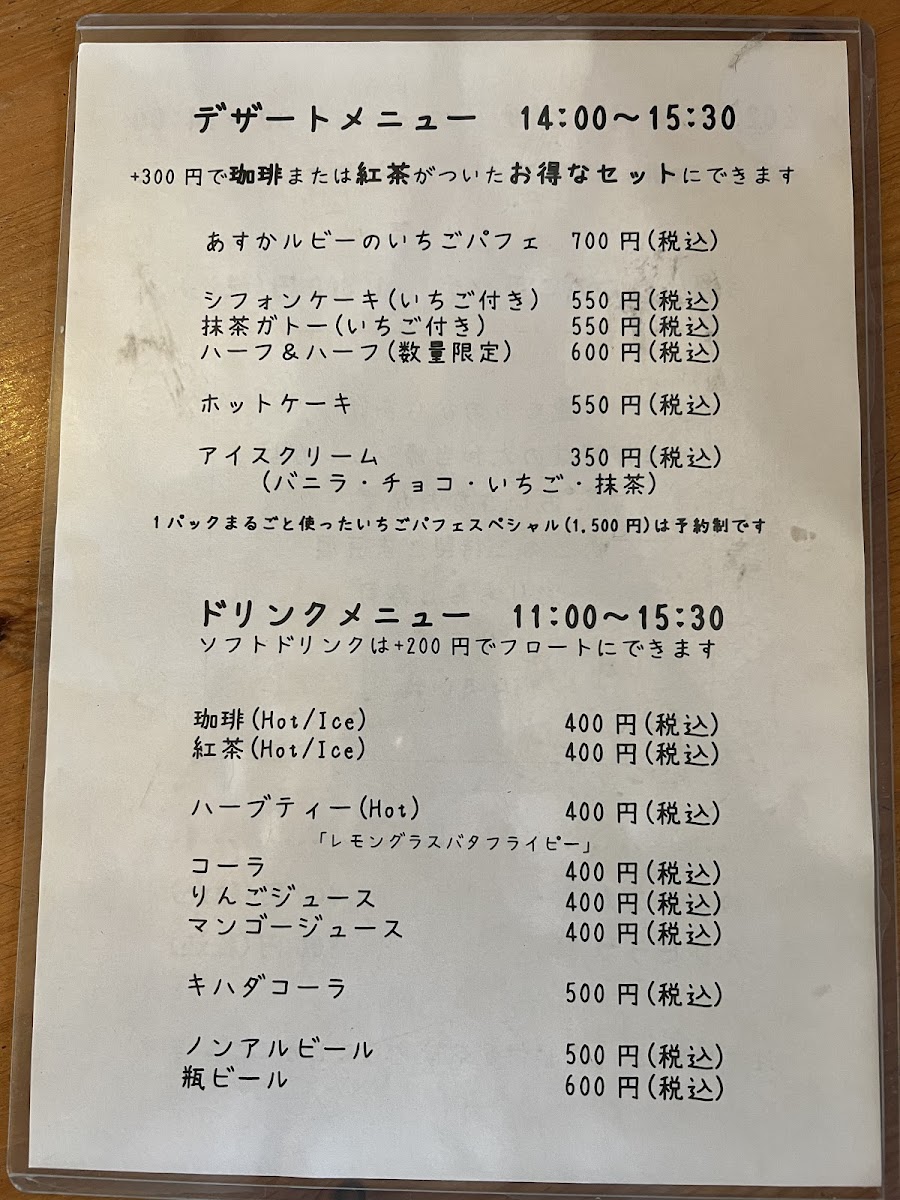 デザートメニュー 14:00～15:30
+300円で珈琲または紅茶がついたお得なセットにできます
あすかルビーのいちごパフェ 700円(税込)
シフォンケーキ(いちご付き) 550円(税込)
抹茶ガトー(いちご付き) 550円(税込)
ハーフ＆ハーフ(数量限定) 600円(税込)
ホットケーキ 550円(税込)
アイスクリーム 350円(税込)
(バニラ・チョコ・いちご・抹茶)
1パックまるごと使ったいちごパフェスペシャル(1,500円)は予約制です
ドリンクメニュー 11:00～15:30
ソフトドリンクは+200円でフロートにできます
珈琲(Hot/Ice) 400円(税込)
紅茶(Hot/Ice) 400円(税込)
ハーブティー(Hot) 400円(税込)
「レモングラスバタフライピー」
コーラ 400円(税込)
りんごジュース 400円(税込)
マンゴージュース 400円(税込)
キハダコーラ 500円(税込)
ノンアルビール 500円(税込)
瓶ビール 600円(税込)